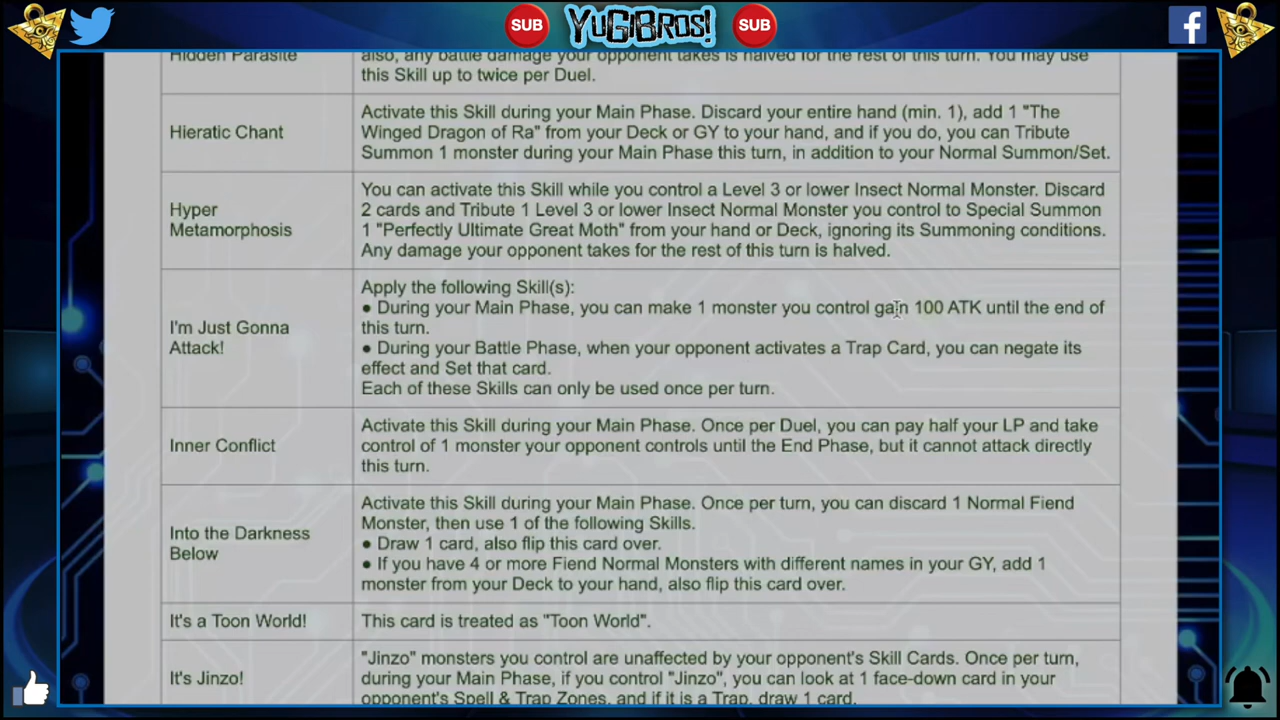 SUB
YUGIBROS!
SUB
Hidden Parasite
also, any battle damage your opponent takes is halved for the rest of this turn. You may use
this Skill up to twice per Duel.
Hieratic Chant
Activate this Skill during your Main Phase. Discard your entire hand (min. 1), add 1 "The
Winged Dragon of Ra" from your Deck or GY to your hand, and if you do, you can Tribute
Summon 1 monster during your Main Phase this turn, in addition to your Normal Summon/Set.
Hyper
Metamorphosis
You can activate this Skill while you control a Level 3 or lower Insect Normal Monster. Discard
2 cards and Tribute 1 Level 3 or lower Insect Normal Monster you control to Special Summon
1 "Perfectly Ultimate Great Moth" from your hand or Deck, ignoring its Summoning conditions.
Any damage your opponent takes for the rest of this turn is halved.
I'm Just Gonna
Attack!
Apply the following Skill(s):
● During your Main Phase, you can make 1 monster you control gain 100 ATK until the end of
this turn.
● During your Battle Phase, when your opponent activates a Trap Card, you can negate its
effect and Set that card.
Each of these Skills can only be used once per turn.
Inner Conflict
Activate this Skill during your Main Phase. Once per Duel, you can pay half your LP and take
control of 1 monster your opponent controls until the End Phase, but it cannot attack directly
this turn.
Into the Darkness
Below
Activate this Skill during your Main Phase. Once per turn, you can discard 1 Normal Fiend
Monster, then use 1 of the following Skills.
● Draw 1 card, also flip this card over.
● If you have 4 or more Fiend Normal Monsters with different names in your GY, add 1
monster from your Deck to your hand, also flip this card over.
It's a Toon World!
This card is treated as "Toon World".
It's Jinzo!
"Jinzo" monsters you control are unaffected by your opponent's Skill Cards. Once per turn,
during your Main Phase, if you control "Jinzo", you can look at 1 face-down card in your
opponent's Spell & Trap Zones, and if it is a Trap, draw 1 card.